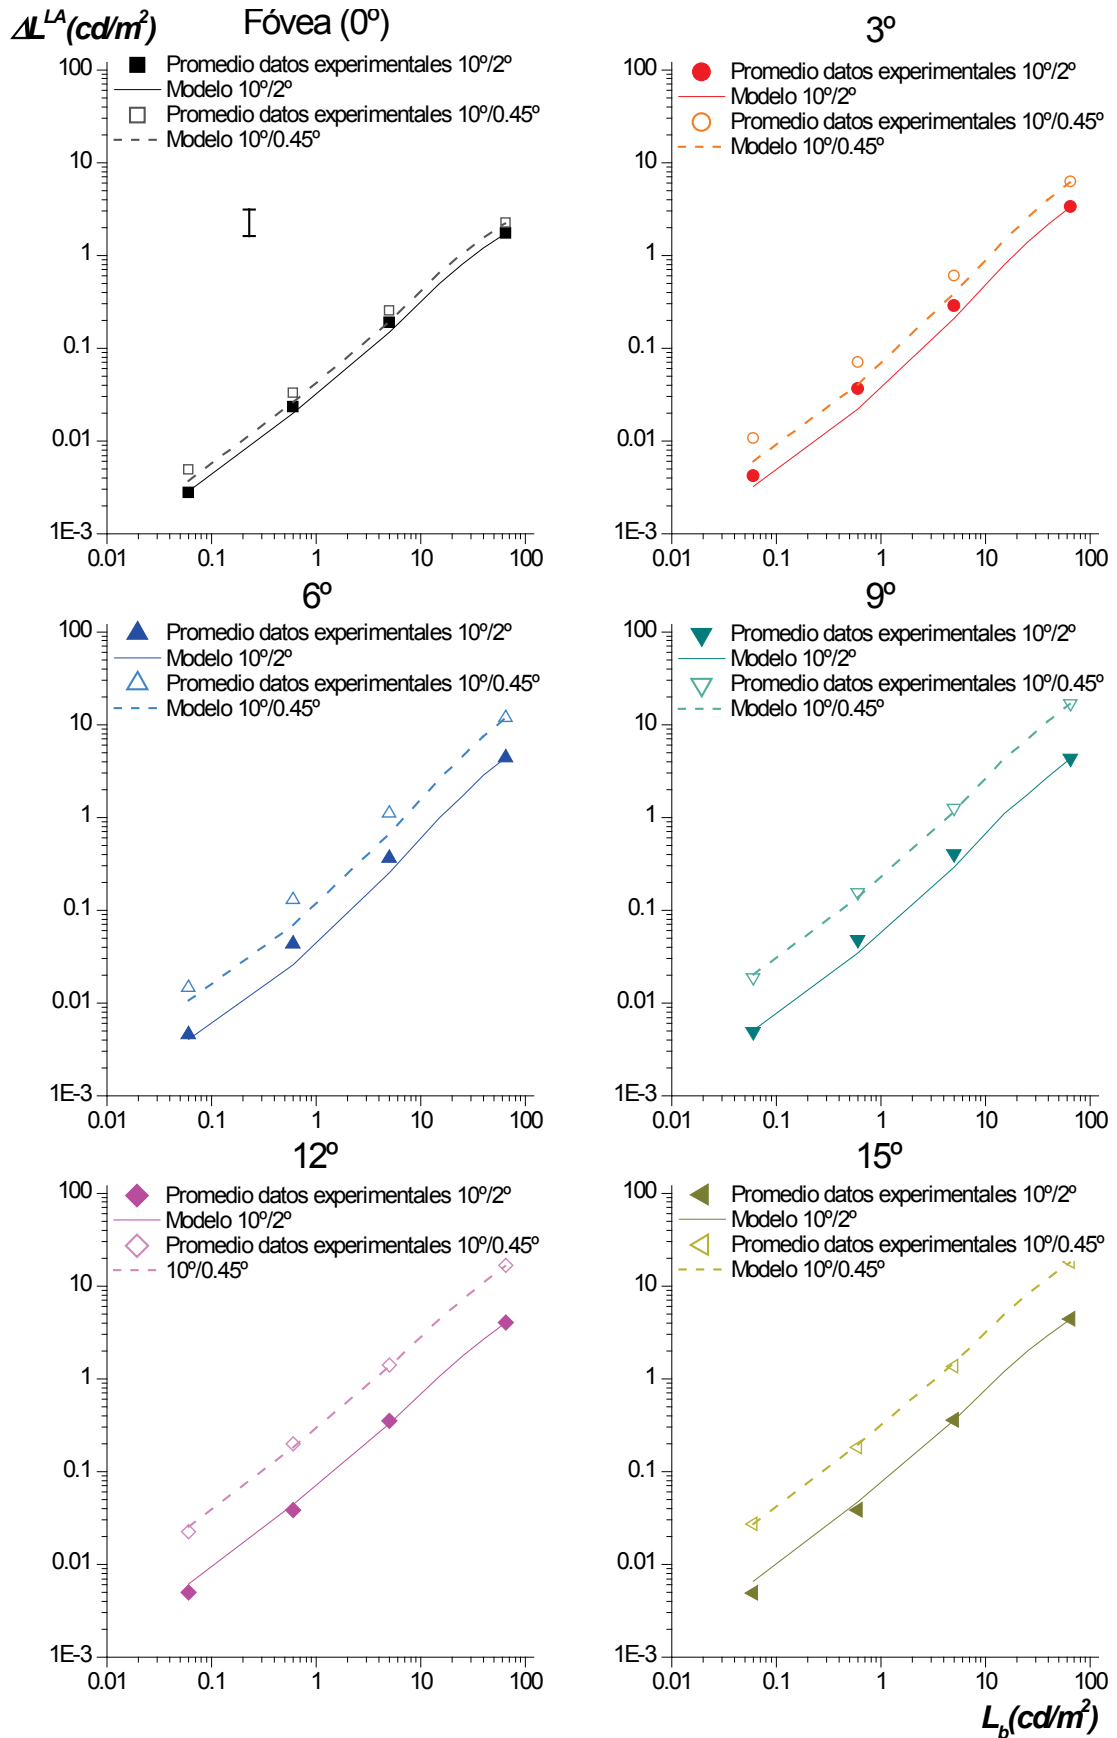 ΔL^LA(cd/m²)
Fóvea (0º)
Promedio datos experimentales 10º/2º
Modelo 10º/2º
Promedio datos experimentales 10º/0.45º
Modelo 10º/0.45º
100
10
1
0.1
0.01
1E-3
0.01 0.1 1 10 100
3º
Promedio datos experimentales 10º/2º
Modelo 10º/2º
Promedio datos experimentales 10º/0.45º
Modelo 10º/0.45º
100
10
1
0.1
0.01
1E-3
0.01 0.1 1 10 100
6º
Promedio datos experimentales 10º/2º
Modelo 10º/2º
Promedio datos experimentales 10º/0.45º
Modelo 10º/0.45º
100
10
1
0.1
0.01
1E-3
0.01 0.1 1 10 100
9º
Promedio datos experimentales 10º/2º
Modelo 10º/2º
Promedio datos experimentales 10º/0.45º
Modelo 10º/0.45º
100
10
1
0.1
0.01
1E-3
0.01 0.1 1 10 100
12º
Promedio datos experimentales 10º/2º
Modelo 10º/2º
Promedio datos experimentales 10º/0.45º
10º/0.45º
100
10
1
0.1
0.01
1E-3
0.01 0.1 1 10 100
15º
Promedio datos experimentales 10º/2º
Modelo 10º/2º
Promedio datos experimentales 10º/0.45º
Modelo 10º/0.45º
100
10
1
0.1
0.01
1E-3
0.01 0.1 1 10 100
L_b(cd/m²)